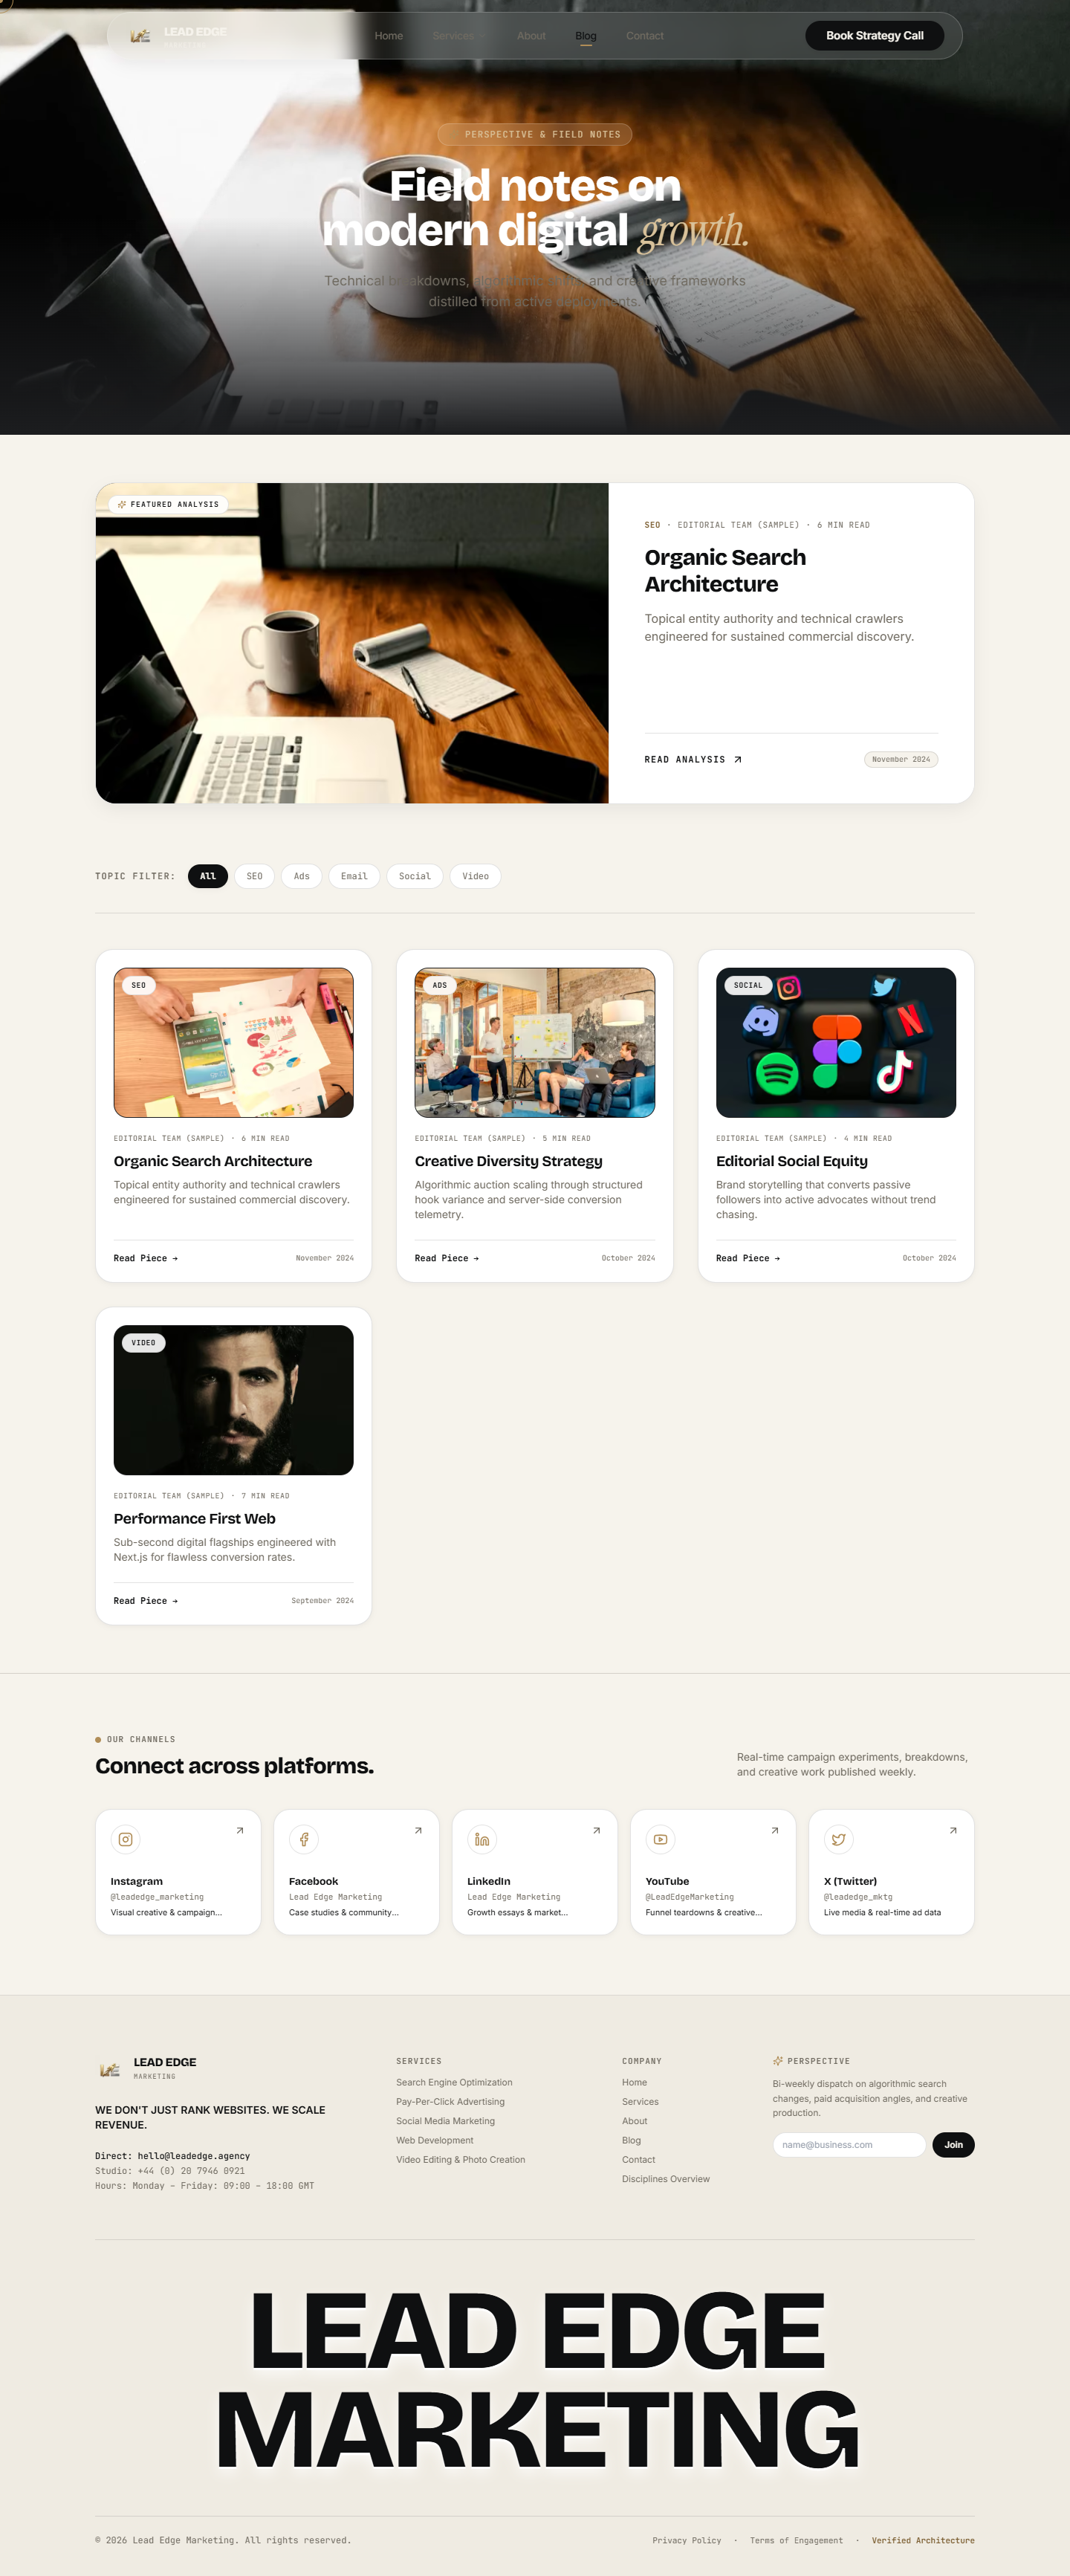 LEAD EDGE
MARKETING
Home
Services
About
Blog
Contact
Book Strategy Call
PERSPECTIVE & FIELD NOTES
Field notes on
modern digital growth.
Technical breakdowns, and creative frameworks
distilled from active deployments.
FEATURED ANALYSIS
SEO · EDITORIAL TEAM (SAMPLE) · 6 MIN READ
Organic Search
Architecture
Topical entity authority and technical crawlers
engineered for sustained commercial discovery.
READ ANALYSIS
November 2024
TOPIC FILTER:
All
SEO
Ads
Email
Social
Video
SEO
EDITORIAL TEAM (SAMPLE) · 6 MIN READ
Organic Search Architecture
Topical entity authority and technical crawlers
engineered for sustained commercial discovery.
Read Piece →
November 2024
ADS
EDITORIAL TEAM (SAMPLE) · 5 MIN READ
Creative Diversity Strategy
Algorithmic auction scaling through structured
hook variance and server-side conversion
telemetry.
Read Piece →
October 2024
SOCIAL
EDITORIAL TEAM (SAMPLE) · 4 MIN READ
Editorial Social Equity
Brand storytelling that converts passive
followers into active advocates without trend
chasing.
Read Piece →
October 2024
VIDEO
EDITORIAL TEAM (SAMPLE) · 7 MIN READ
Performance First Web
Sub-second digital flagships engineered with
Next.js for flawless conversion rates.
Read Piece →
September 2024
OUR CHANNELS
Connect across platforms.
Real-time campaign experiments, breakdowns,
and creative work published weekly.
Instagram
@leadedge_marketing
Visual creative & campaign...
Facebook
Lead Edge Marketing
Case studies & community...
LinkedIn
Lead Edge Marketing
Growth essays & market...
YouTube
@LeadEdgeMarketing
Funnel teardowns & creative...
X (Twitter)
@leadedge_mktg
Live media & real-time ad data
LEAD EDGE
MARKETING
WE DON'T JUST RANK WEBSITES. WE SCALE
REVENUE.
Direct: hello@leadedge.agency
Studio: +44 (0) 20 7946 0921
Hours: Monday – Friday: 09:00 – 18:00 GMT
SERVICES
Search Engine Optimization
Pay-Per-Click Advertising
Social Media Marketing
Web Development
Video Editing & Photo Creation
COMPANY
Home
Services
About
Blog
Contact
Disciplines Overview
PERSPECTIVE
Bi-weekly dispatch on algorithmic search
changes, paid acquisition angles, and creative
production.
name@business.com
Join
LEAD EDGE
MARKETING
© 2026 Lead Edge Marketing. All rights reserved.
Privacy Policy · Terms of Engagement · Verified Architecture